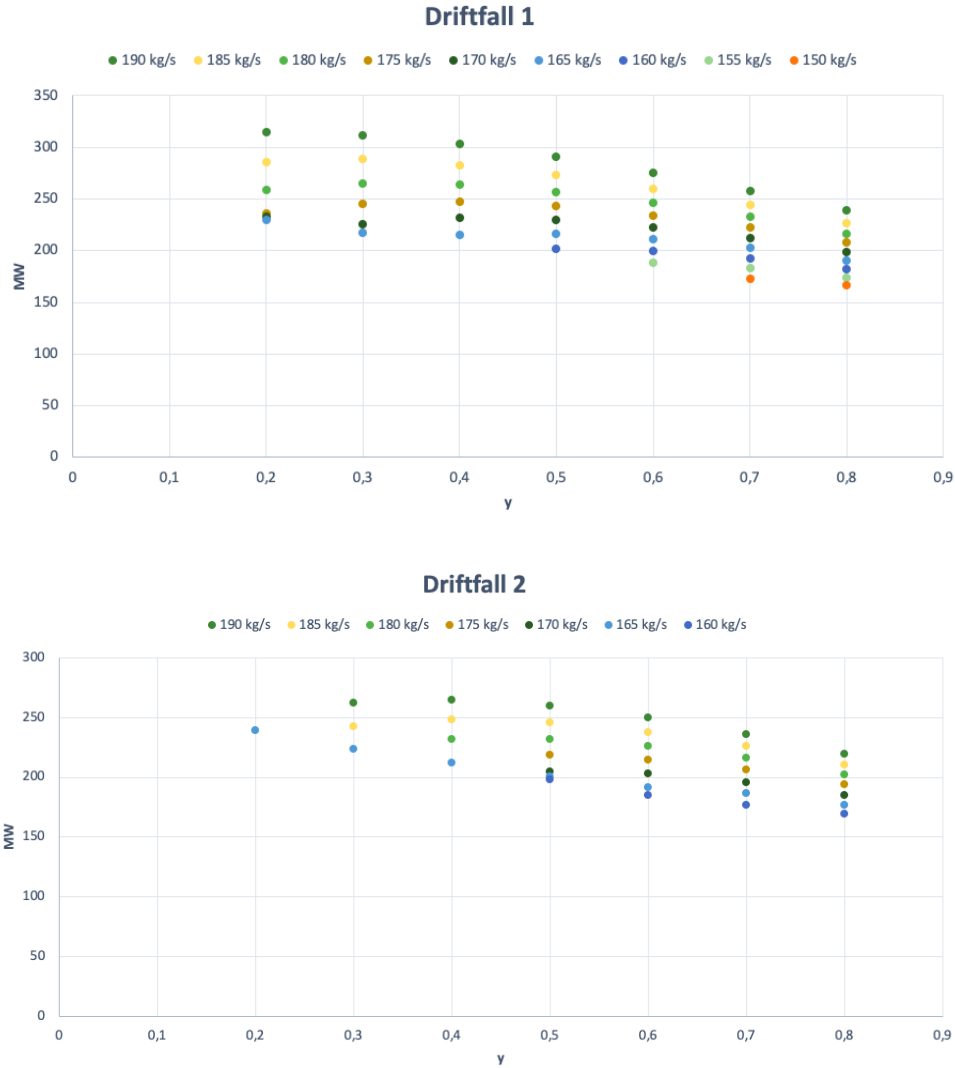 Driftfall 1
190 kg/s 185 kg/s 180 kg/s 175 kg/s 170 kg/s 165 kg/s 160 kg/s 155 kg/s 150 kg/s
350
300
250
200
150
100
50
0
MW
0 0,1 0,2 0,3 0,4 0,5 0,6 0,7 0,8 0,9
y
Driftfall 2
190 kg/s 185 kg/s 180 kg/s 175 kg/s 170 kg/s 165 kg/s 160 kg/s
300
250
200
150
100
50
0
MW
0 0,1 0,2 0,3 0,4 0,5 0,6 0,7 0,8 0,9
y